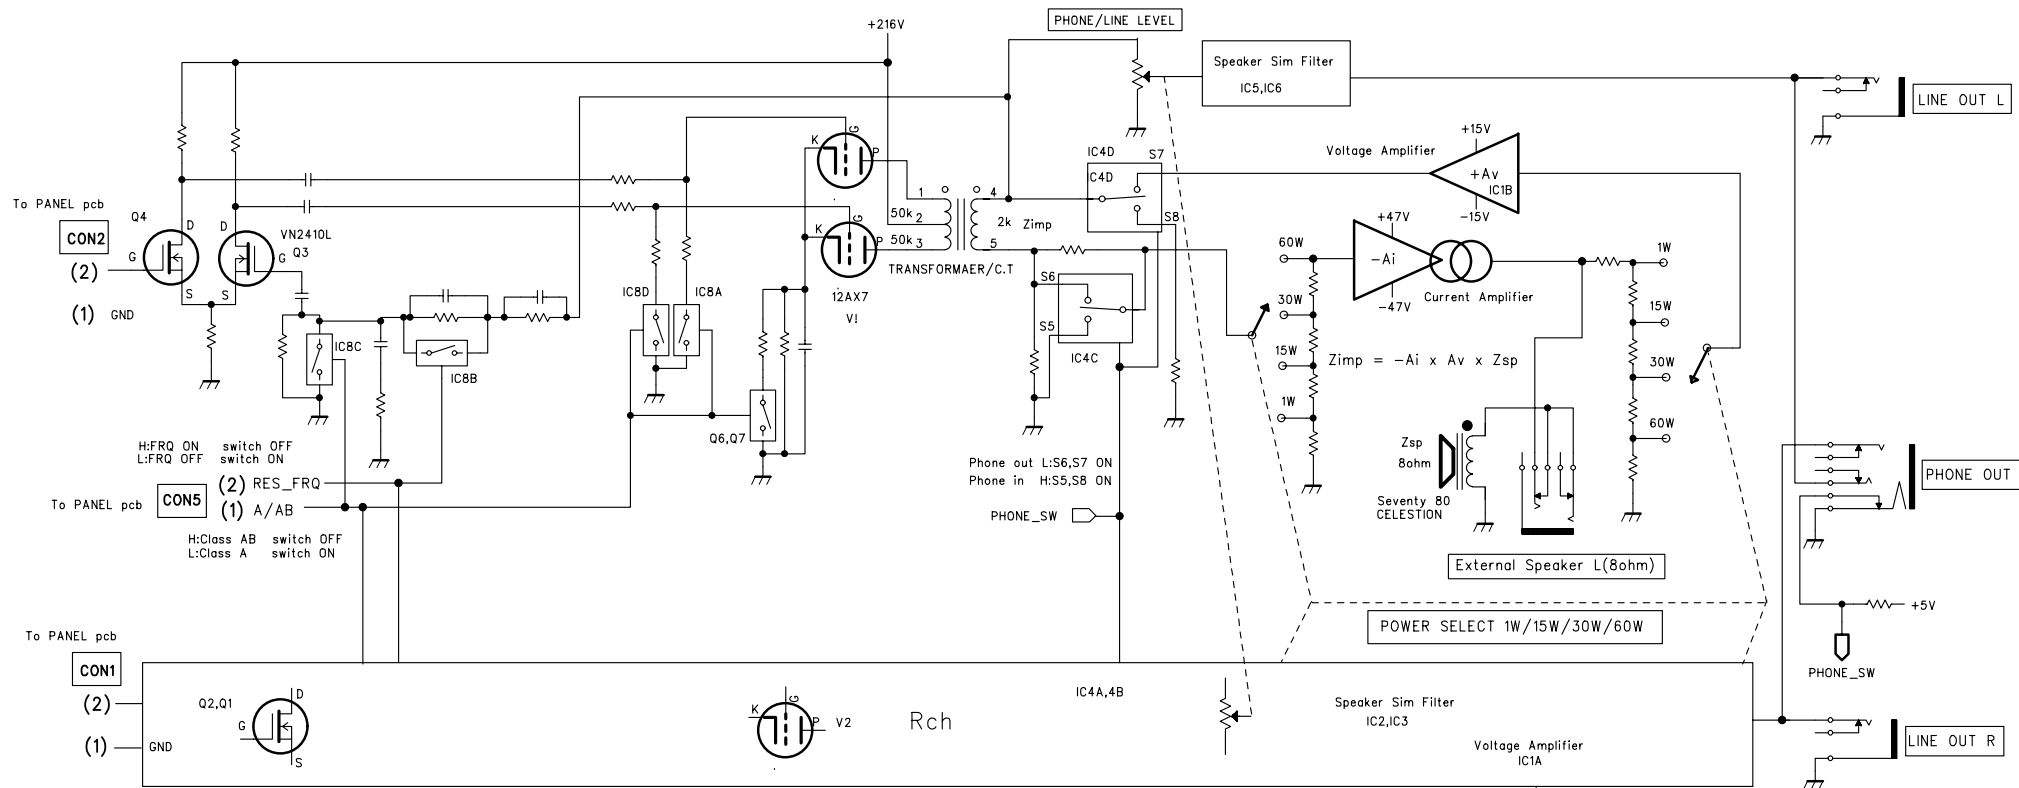 +216V
PHONE/LINE LEVEL
Speaker Sim Filter
IC5,IC6
LINE OUT L
+15V
Voltage Amplifier
+Av
IC1B
-15V
IC4D
S7
C4D
S8
K
G
P
1
4
50k
2
2k
Zimp
50k
3
5
K
G
P
TRANSFORMAER/C.T
12AX7
V!
To PANEL pcb
CON2
(2)
(1)
GND
Q4
D
G
S
D
VN2410L
Q3
G
S
IC8C
IC8B
IC8D
IC8A
Q6,Q7
S6
S5
IC4C
60W
30W
15W
1W
+47V
-Ai
-47V
Current Amplifier
1W
15W
30W
60W
Zimp = -Ai x Av x Zsp
Zsp
8ohm
Seventy 80
CELESTION
External Speaker L(8ohm)
PHONE OUT
H:FRQ ON switch OFF
L:FRQ OFF switch ON
(2) RES_FRQ
To PANEL pcb
CON5
(1) A/AB
H:Class AB switch OFF
L:Class A switch ON
Phone out L:S6,S7 ON
Phone in H:S5,S8 ON
PHONE_SW
+5V
PHONE_SW
POWER SELECT 1W/15W/30W/60W
To PANEL pcb
CON1
(2)
(1)
GND
Q2,Q1
D
G
S
K
G
P
V2
Rch
IC4A,4B
Speaker Sim Filter
IC2,IC3
Voltage Amplifier
IC1A
LINE OUT R